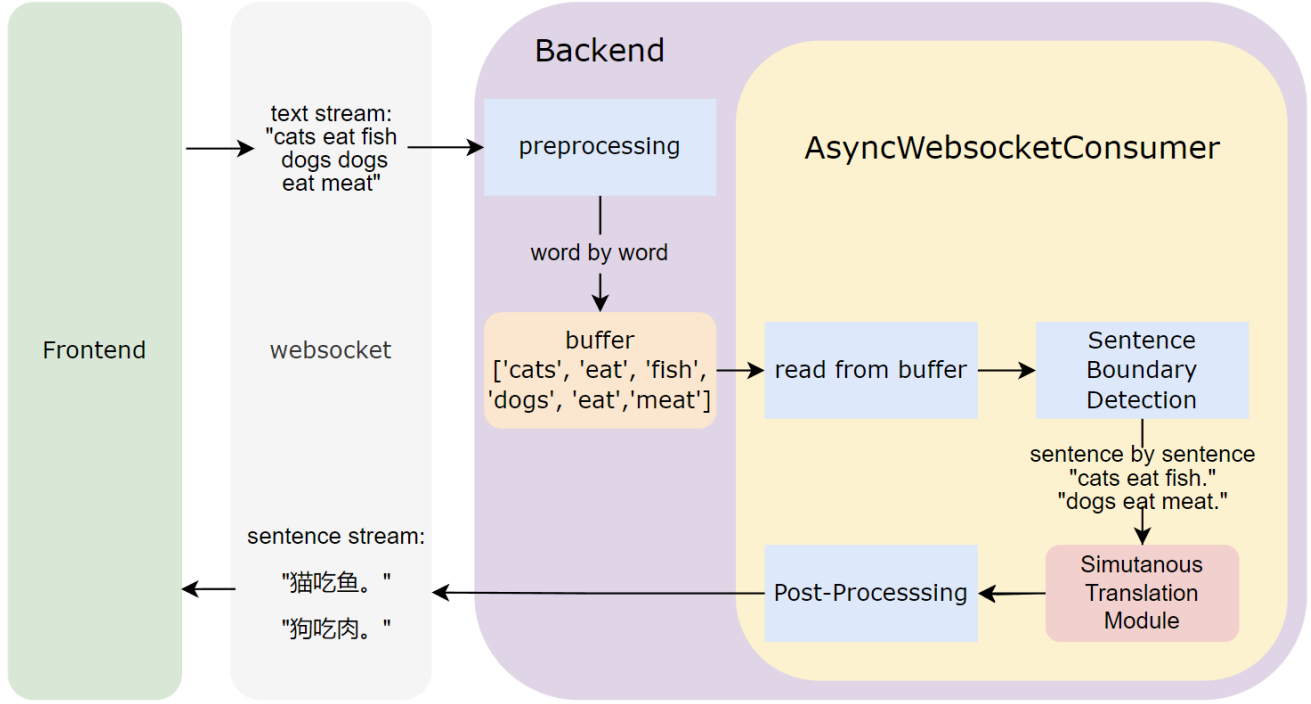 Backend
AsyncWebsocketConsumer
text stream:
"cats eat fish
dogs dogs
eat meat"
preprocessing
word by word
Frontend
websocket
buffer
['cats', 'eat', 'fish',
'dogs', 'eat','meat']
read from buffer
Sentence
Boundary
Detection
sentence by sentence
"cats eat fish."
"dogs eat meat."
Simutanous
Translation
Module
Post-Processsing
sentence stream:
"猫吃鱼。"
"狗吃肉。"